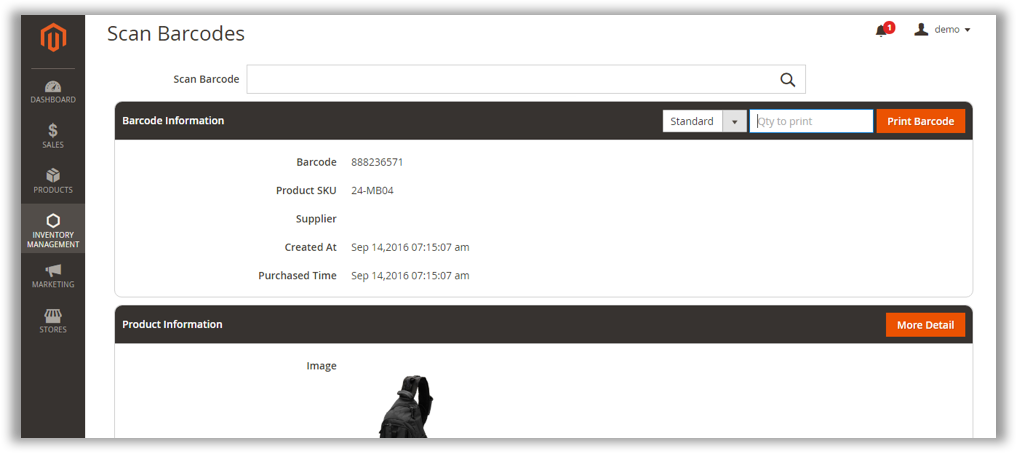 Scan Barcodes
1
demo
Scan Barcode
DASHBOARD
SALES
PRODUCTS
INVENTORY
MANAGEMENT
MARKETING
STORES
Barcode Information
Standard
Qty to print
Print Barcode
Barcode 888236571
Product SKU 24-MB04
Supplier
Created At Sep 14,2016 07:15:07 am
Purchased Time Sep 14,2016 07:15:07 am
Product Information
More Detail
Image